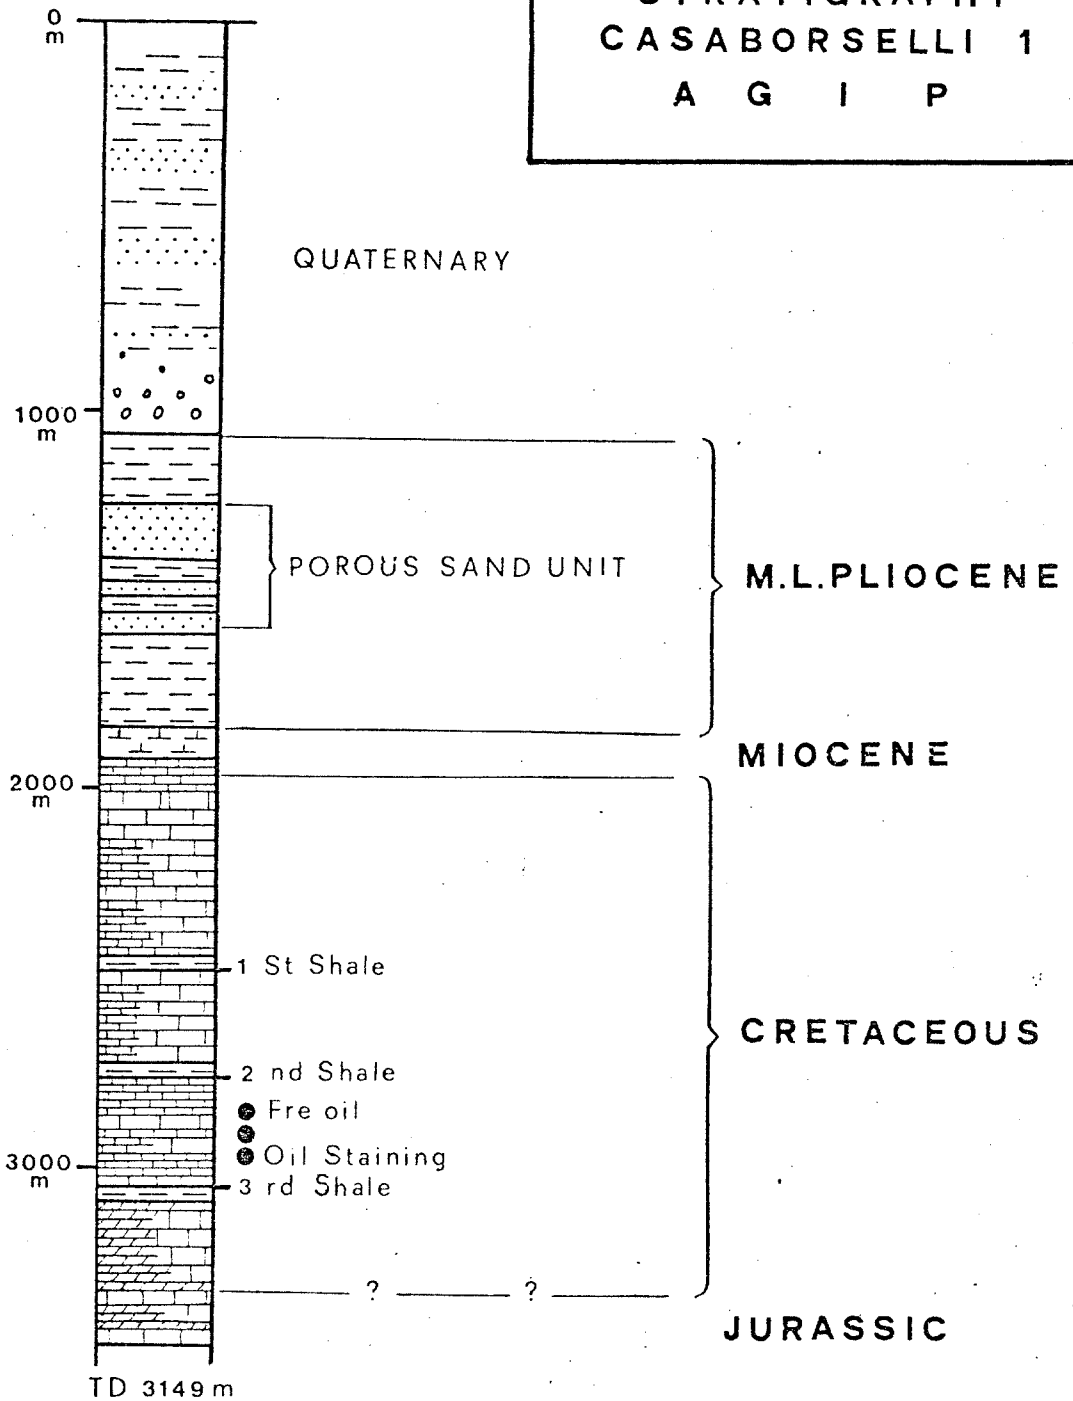 STRATIGRAPHY
CASABORSELLI 1
A G I P
0
m
QUATERNARY
1000
m
POROUS SAND UNIT
M.L.PLIOCENE
MIOCENE
2000
m
1 St Shale
CRETACEOUS
2 nd Shale
Fre oil
Oil Staining
3000
m
3 rd Shale
? ?
JURASSIC
TD 3149 m